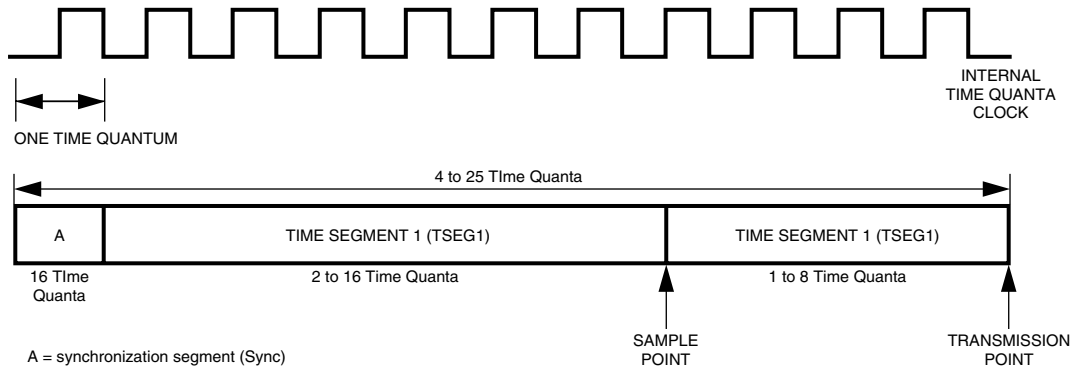 INTERNAL
TIME QUANTA
CLOCK
ONE TIME QUANTUM
4 to 25 TIme Quanta
A
TIME SEGMENT 1 (TSEG1)
TIME SEGMENT 1 (TSEG1)
16 TIme
Quanta
2 to 16 Time Quanta
1 to 8 Time Quanta
A = synchronization segment (Sync)
SAMPLE
POINT
TRANSMISSION
POINT